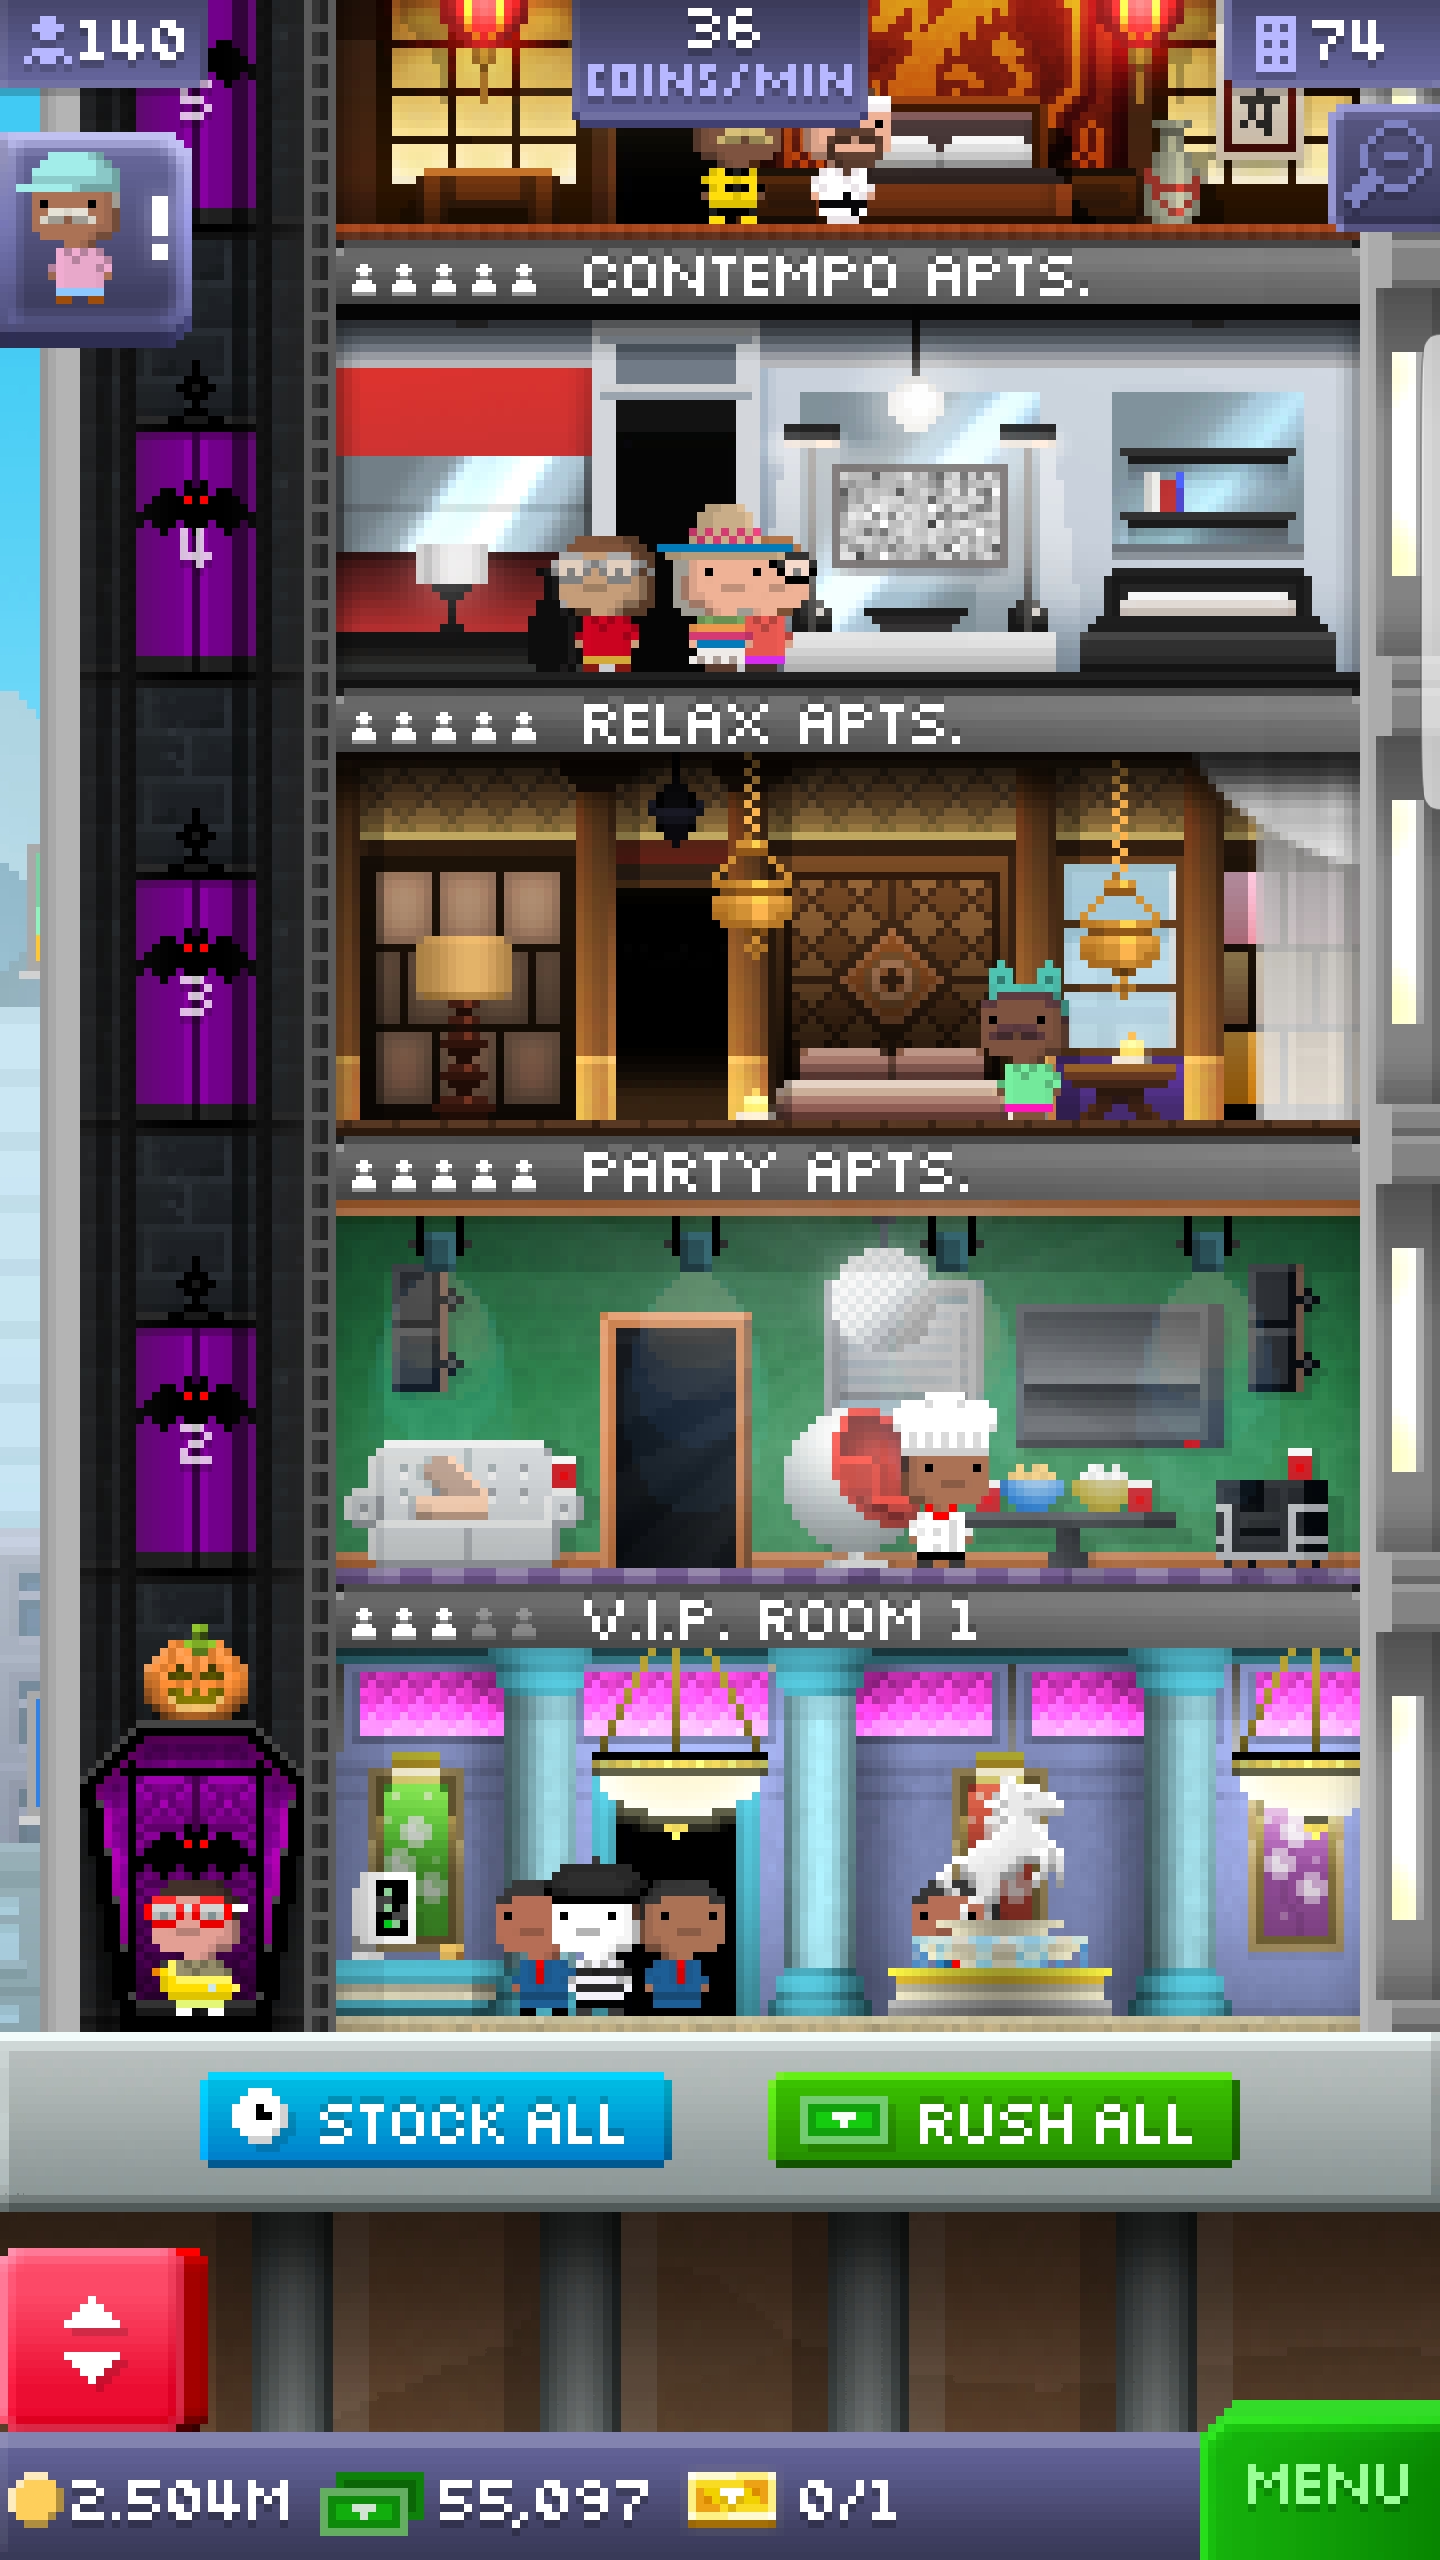 140
36
COINS/MIN
74
5
!
CONTEMPO APTS.
4
RELAX APTS.
3
PARTY APTS.
2
V.I.P. ROOM 1
STOCK ALL
RUSH ALL
2.504M
55,097
0/1
MENU